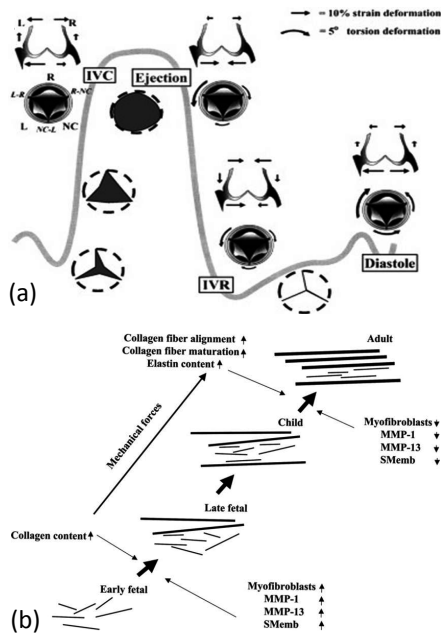 = 10% strain deformation
= 5° torsion deformation
L R
IVC
Ejection
R
L-R R-NC
L NC-L NC
IVR
Diastole
(a)
Collagen fiber alignment
Collagen fiber maturation
Elastin content
Adult
Mechanical forces
Child
Myofibroblasts
MMP-1
MMP-13
SMemb
Late fetal
Collagen content
Early fetal
Myofibroblasts
MMP-1
MMP-13
SMemb
(b)